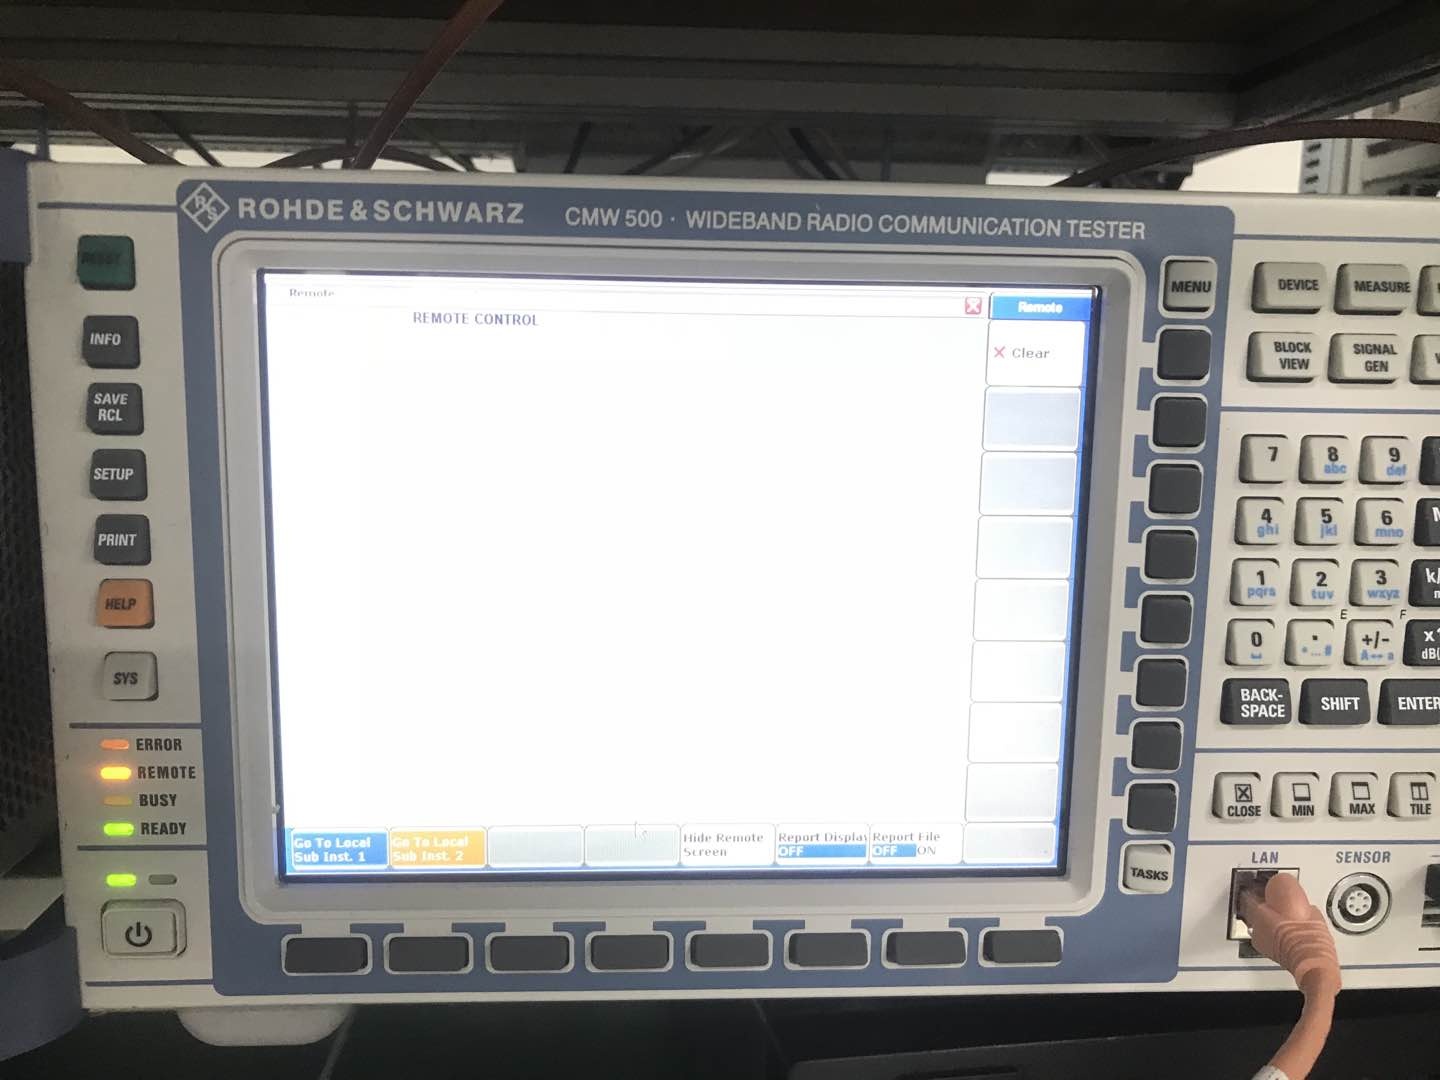 ROHDE & SCHWARZ
CMW 500 · WIDEBAND RADIO COMMUNICATION TESTER
RESET
INFO
SAVE
RCL
SETUP
PRINT
HELP
SYS
ERROR
REMOTE
BUSY
READY
Remote
REMOTE CONTROL
Remote
Clear
Go To Local
Sub Inst. 1
Go To Local
Sub Inst. 2
Hide Remote
Screen
Report Display
OFF
Report File
OFF ON
MENU
TASKS
DEVICE
MEASURE
BLOCK
VIEW
SIGNAL
GEN
7
8
abc
9
def
4
ghi
5
jkl
6
mno
1
pqrs
2
tuv
3
wxyz
E
F
0
+/-
A↔a
BACK-
SPACE
SHIFT
ENTER
CLOSE
MIN
MAX
TILE
LAN
SENSOR